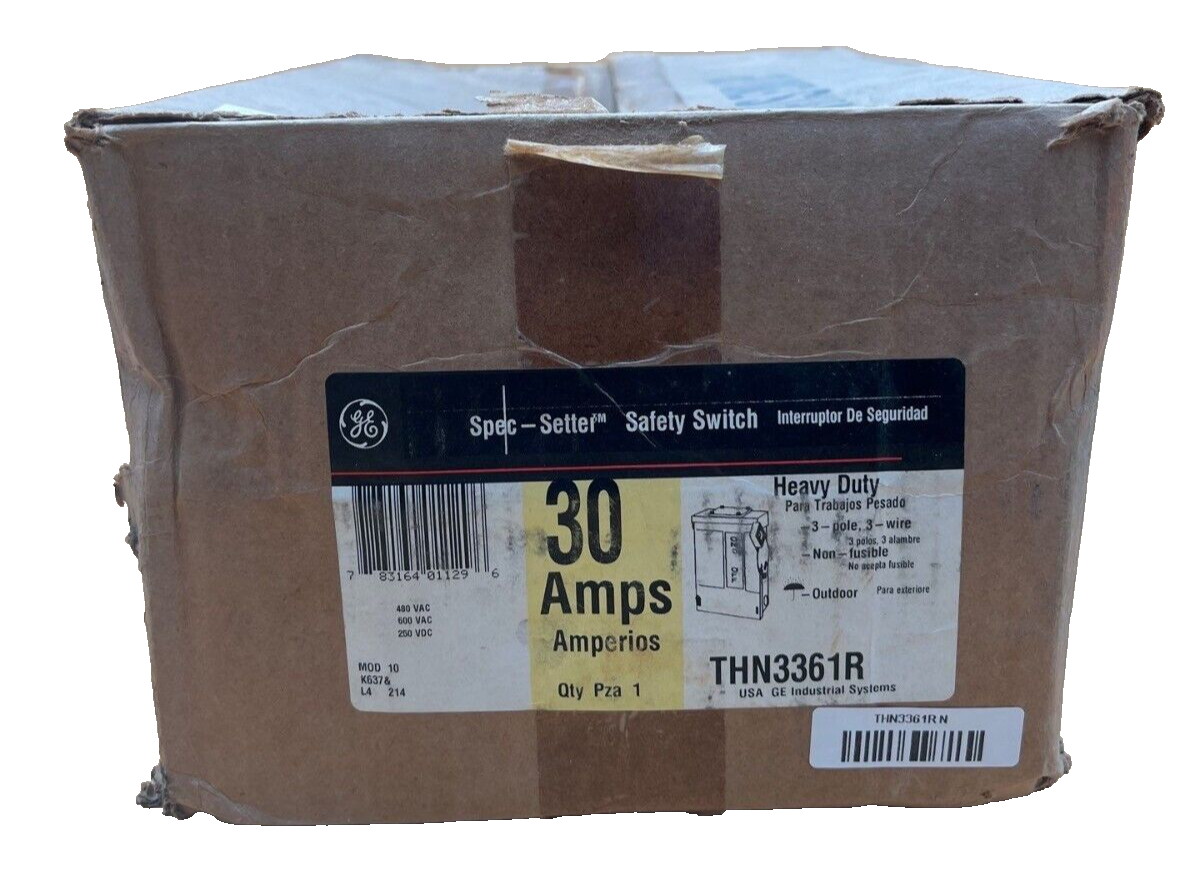 GE
Spec-Setter™ Safety Switch Interruptor De Seguridad
7 83164 01129 6
480 VAC
600 VAC
250 VDC
MOD 10
K637&
L4 214
30
Amps
Amperios
Qty Pza 1
Heavy Duty
Para Trabajos Pesado
- 3-pole, 3-wire
3 polos, 3 alambre
- Non-fusible
No acepta fusible
- Outdoor Para exteriore
THN3361R
USA GE Industrial Systems
THN3361R N